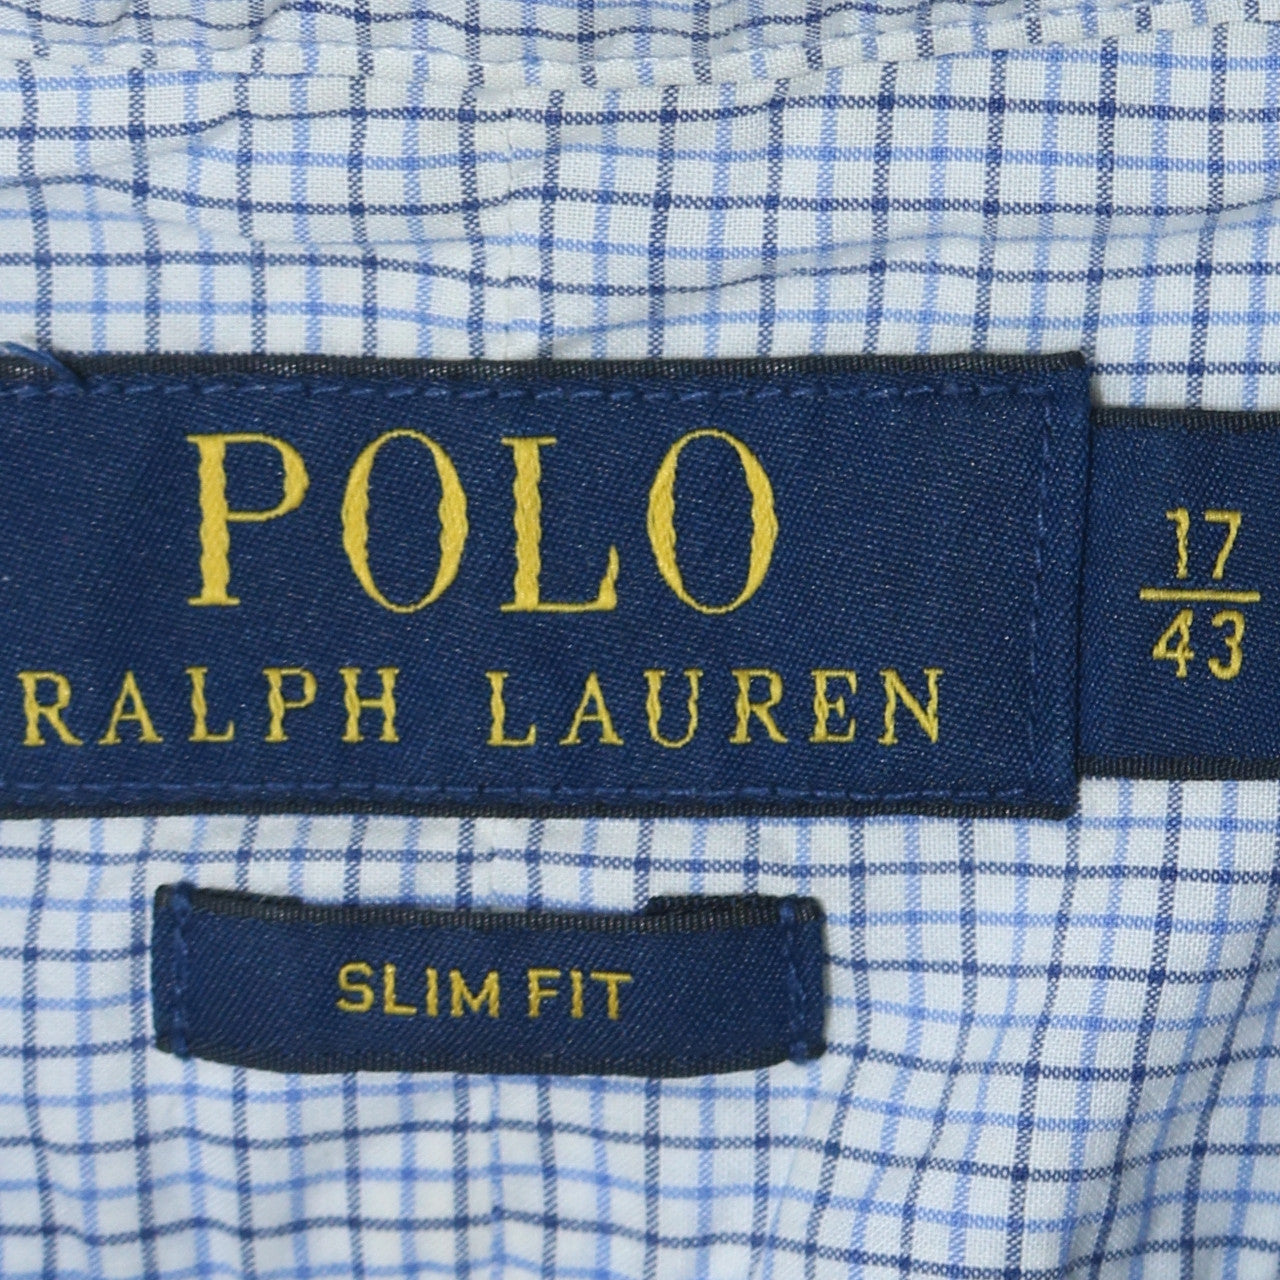 POLO
RALPH LAUREN
17
43
SLIM FIT